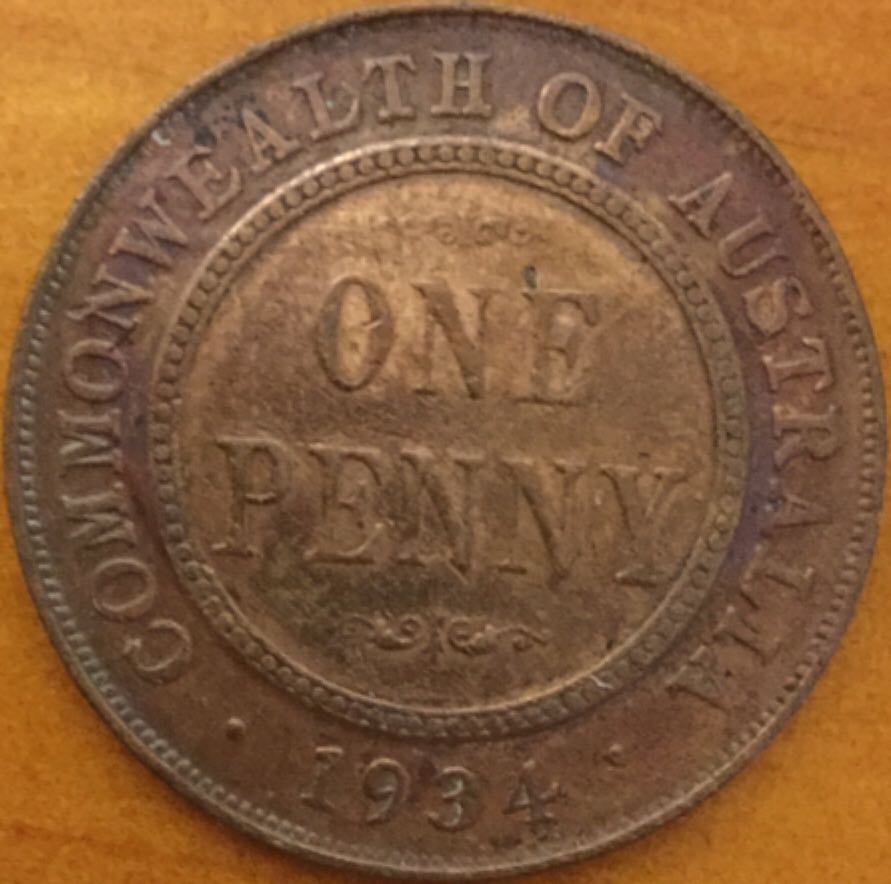 COMMONWEALTH OF AUSTRALIA
ONE
PENNY
1934